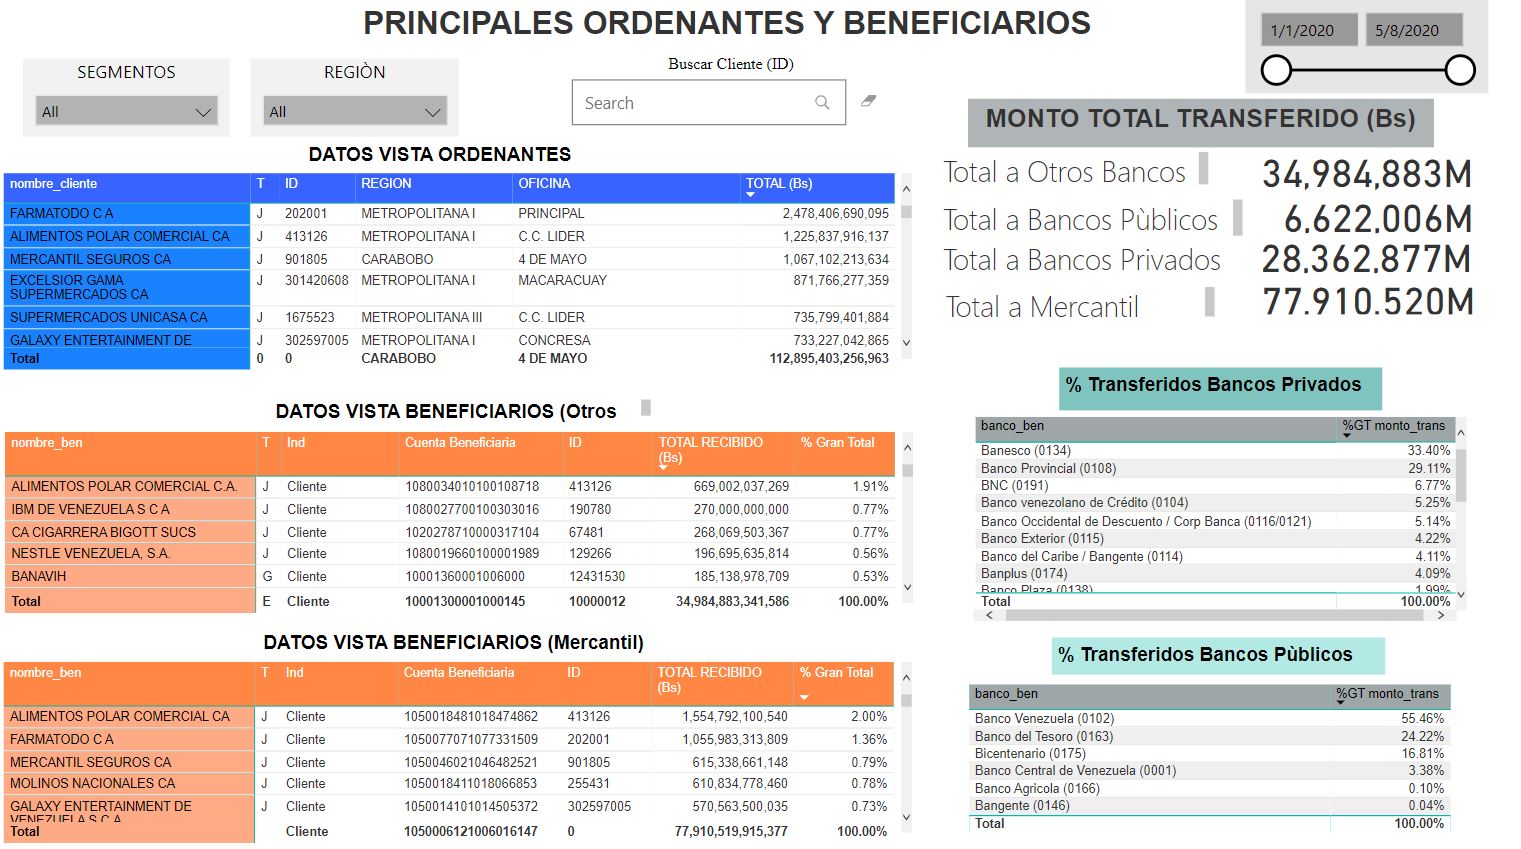 PRINCIPALES ORDENANTES Y BENEFICIARIOS
1/1/2020 5/8/2020
SEGMENTOS
All
REGIÒN
All
Buscar Cliente (ID)
Search
MONTO TOTAL TRANSFERIDO (Bs)
Total a Otros Bancos 34,984,883M
Total a Bancos Pùblicos 6,622,006M
Total a Bancos Privados 28,362,877M
Total a Mercantil 77.910.520M
DATOS VISTA ORDENANTES
nombre_cliente T ID REGION OFICINA TOTAL (Bs)
FARMATODO C A J 202001 METROPOLITANA I PRINCIPAL 2,478,406,690,095
ALIMENTOS POLAR COMERCIAL CA J 413126 METROPOLITANA I C.C. LIDER 1,225,837,916,137
MERCANTIL SEGUROS CA J 901805 CARABOBO 4 DE MAYO 1,067,102,213,634
EXCELSIOR GAMA J 301420608 METROPOLITANA I MACARACUAY 871,766,277,359
SUPERMERCADOS CA
SUPERMERCADOS UNICASA CA J 1675523 METROPOLITANA III C.C. LIDER 735,799,401,884
GALAXY ENTERTAINMENT DE J 302597005 METROPOLITANA I CONCRESA 733,227,042,865
Total 0 0 CARABOBO 4 DE MAYO 112,895,403,256,963
DATOS VISTA BENEFICIARIOS (Otros
nombre_ben T Ind Cuenta Beneficiaria ID TOTAL RECIBIDO % Gran Total
(Bs)
ALIMENTOS POLAR COMERCIAL C.A. J Cliente 1080034010100108718 413126 669,002,037,269 1.91%
IBM DE VENEZUELA S C A J Cliente 1080027700100303016 190780 270,000,000,000 0.77%
CA CIGARRERA BIGOTT SUCS J Cliente 1020278710000317104 67481 268,069,503,367 0.77%
NESTLE VENEZUELA, S.A. J Cliente 1080019660100001989 129266 196,695,635,814 0.56%
BANAVIH G Cliente 10001360001006000 12431530 185,138,978,709 0.53%
Total E Cliente 10001300001000145 10000012 34,984,883,341,586 100.00%
DATOS VISTA BENEFICIARIOS (Mercantil)
nombre_ben T Ind Cuenta Beneficiaria ID TOTAL RECIBIDO % Gran Total
(Bs)
ALIMENTOS POLAR COMERCIAL CA J Cliente 1050018481018474862 413126 1,554,792,100,540 2.00%
FARMATODO C A J Cliente 1050077071077331509 202001 1,055,983,313,809 1.36%
MERCANTIL SEGUROS CA J Cliente 1050046021046482521 901805 615,338,661,148 0.79%
MOLINOS NACIONALES CA J Cliente 1050018411018066853 255431 610,834,778,460 0.78%
GALAXY ENTERTAINMENT DE J Cliente 1050014101014505372 302597005 570,563,500,035 0.73%
VENEZUELA S C A
Total Cliente 1050006121006016147 0 77,910,519,915,377 100.00%
% Transferidos Bancos Privados
banco_ben %GT monto_trans
Banesco (0134) 33.40%
Banco Provincial (0108) 29.11%
BNC (0191) 6.77%
Banco venezolano de Crédito (0104) 5.25%
Banco Occidental de Descuento / Corp Banca (0116/0121) 5.14%
Banco Exterior (0115) 4.22%
Banco del Caribe / Bangente (0114) 4.11%
Banplus (0174) 4.09%
Banco Plaza (0138) 1.99%
Total 100.00%
% Transferidos Bancos Pùblicos
banco_ben %GT monto_trans
Banco Venezuela (0102) 55.46%
Banco del Tesoro (0163) 24.22%
Bicentenario (0175) 16.81%
Banco Central de Venezuela (0001) 3.38%
Banco Agricola (0166) 0.10%
Bangente (0146) 0.04%
Total 100.00%